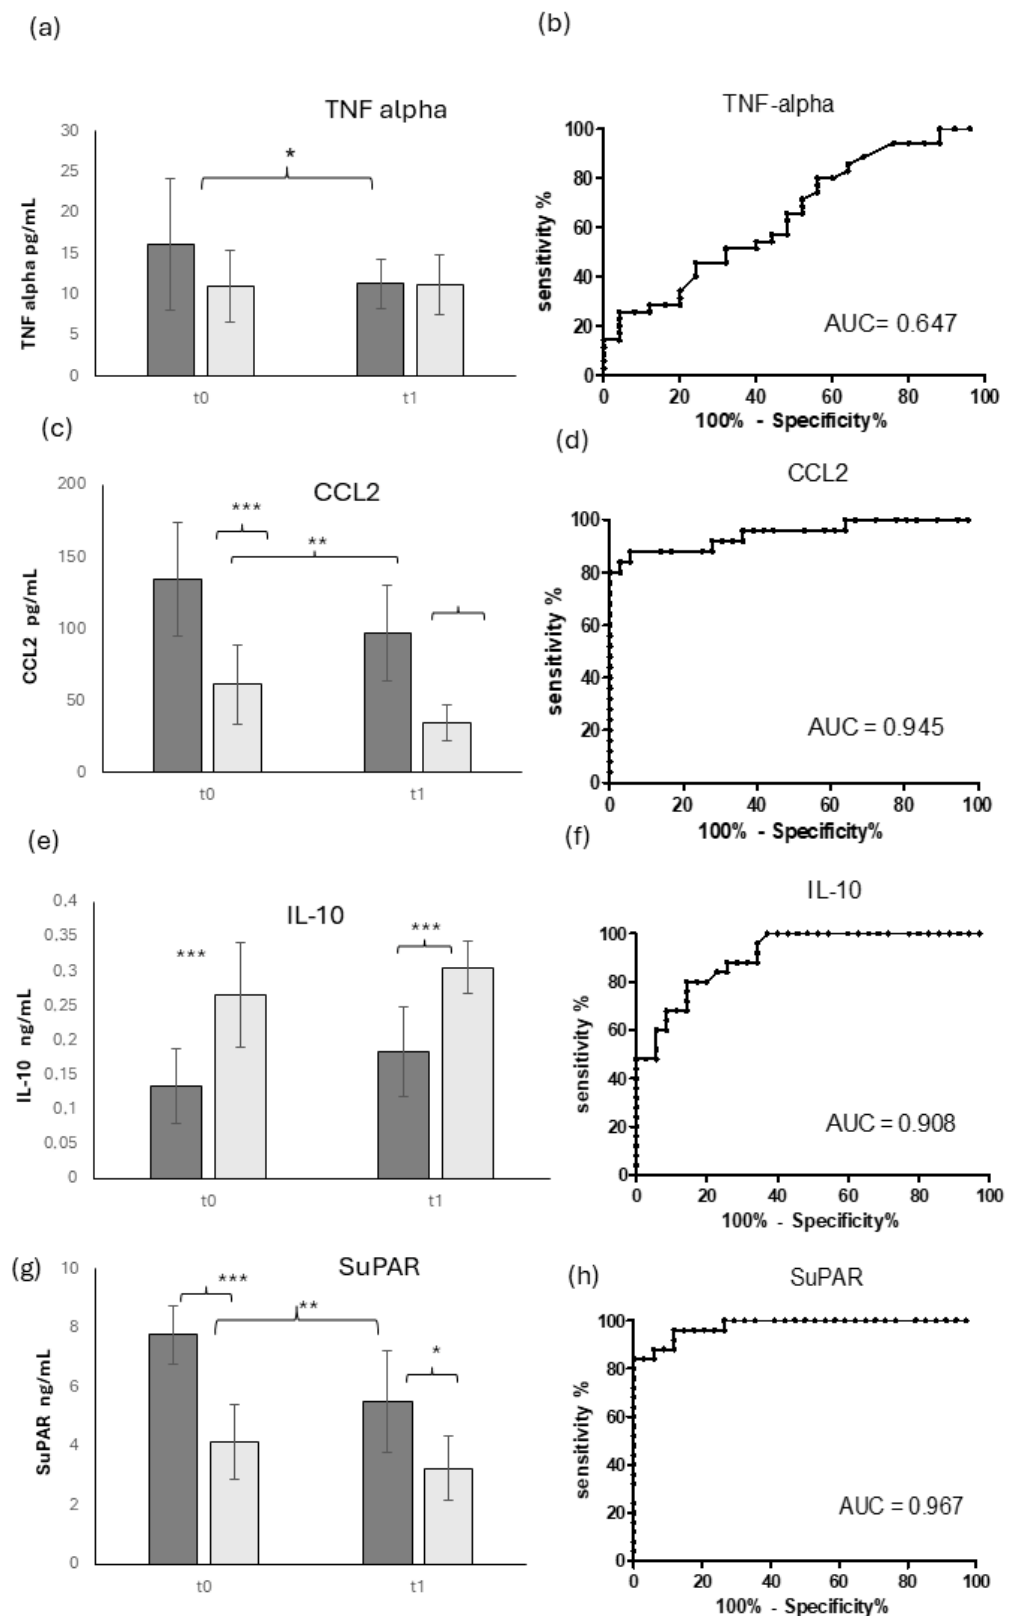 (a)
TNF alpha
TNF alpha pg/mL
30
25
20
15
10
5
0
*
t0 t1
(b)
TNF-alpha
sensitivity %
100
80
60
40
20
0
AUC= 0.647
0 20 40 60 80 100
100% - Specificity%
(c)
CCL2
CCL2 pg/mL
200
150
100
50
0
***
**
t0 t1
(d)
CCL2
sensitivity %
100
80
60
40
20
0
AUC = 0.945
0 20 40 60 80 100
100% - Specificity%
(e)
IL-10
IL-10 ng/mL
0.4
0.35
0.3
0.25
0.2
0.15
0.1
0.05
0
***
***
t0 t1
(f)
IL-10
sensitivity %
100
80
60
40
20
0
AUC = 0.908
0 20 40 60 80 100
100% - Specificity%
(g)
SuPAR
SuPAR ng/mL
10
8
6
4
2
0
***
**
*
t0 t1
(h)
SuPAR
sensitivity %
100
80
60
40
20
0
AUC = 0.967
0 20 40 60 80 100
100% - Specificity%